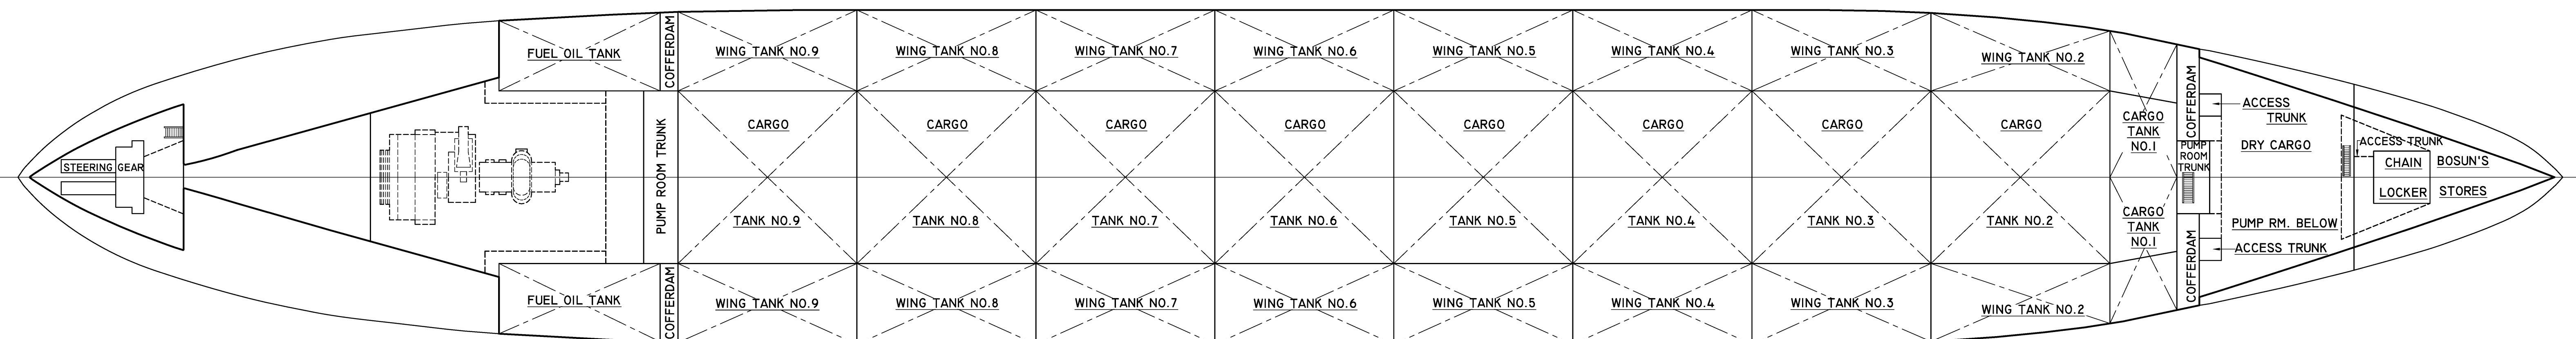 FUEL OIL TANK
COFFERDAM
WING TANK NO.9
WING TANK NO.8
WING TANK NO.7
WING TANK NO.6
WING TANK NO.5
WING TANK NO.4
WING TANK NO.3
WING TANK NO.2
STEERING GEAR
PUMP ROOM TRUNK
CARGO
TANK NO.9
CARGO
TANK NO.8
CARGO
TANK NO.7
CARGO
TANK NO.6
CARGO
TANK NO.5
CARGO
TANK NO.4
CARGO
TANK NO.3
CARGO
TANK NO.2
CARGO
TANK
NO.1
CARGO
TANK
NO.1
COFFERDAM
PUMP
ROOM
TRUNK
COFFERDAM
ACCESS
TRUNK
DRY CARGO
PUMP RM. BELOW
ACCESS TRUNK
ACCESS TRUNK
CHAIN
LOCKER
BOSUN'S
STORES
FUEL OIL TANK
COFFERDAM
WING TANK NO.9
WING TANK NO.8
WING TANK NO.7
WING TANK NO.6
WING TANK NO.5
WING TANK NO.4
WING TANK NO.3
WING TANK NO.2